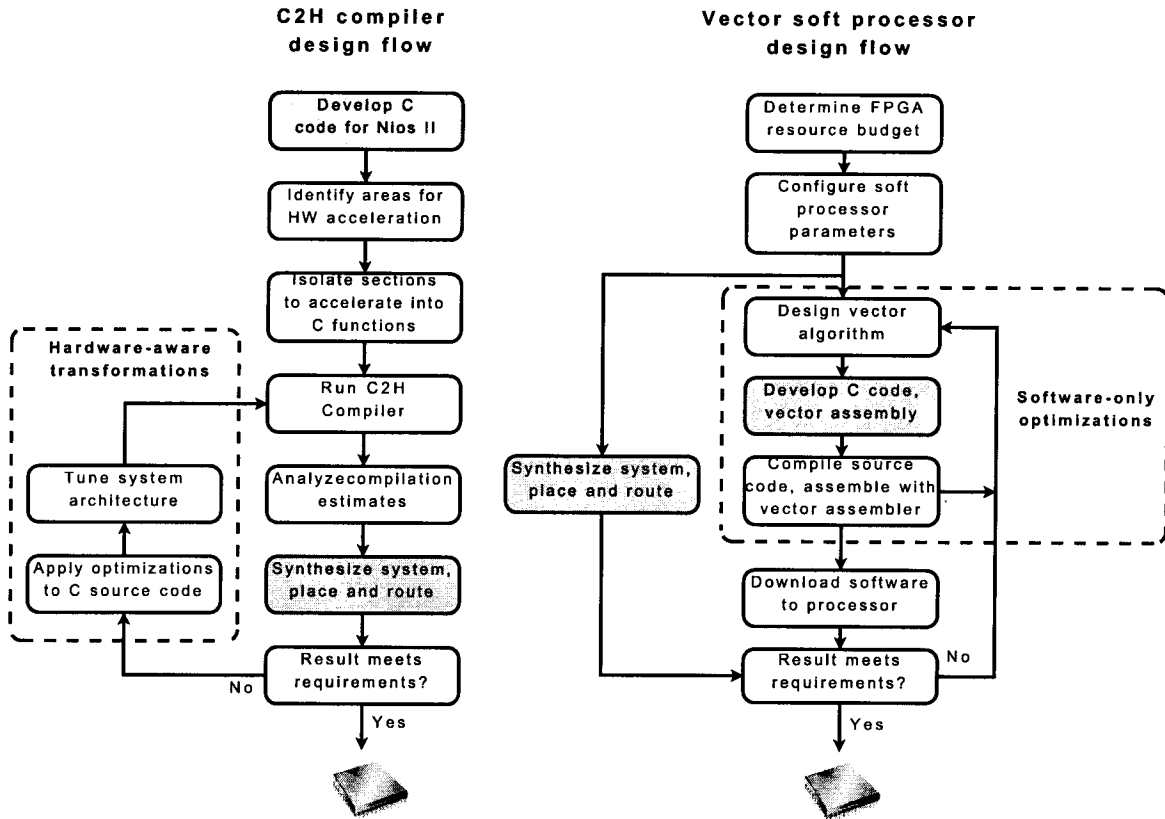 C2H compiler
design flow
Develop C
code for Nios II
Identify areas for
HW acceleration
Isolate sections
to accelerate into
C functions
Hardware-aware
transformations
Run C2H
Compiler
Tune system
architecture
Analyzecompilation
estimates
Apply optimizations
to C source code
Synthesize system,
place and route
Result meets
requirements?
No
Yes
Vector soft processor
design flow
Determine FPGA
resource budget
Configure soft
processor
parameters
Design vector
algorithm
Develop C code,
vector assembly
Software-only
optimizations
Synthesize system,
place and route
Compile source
code, assemble with
vector assembler
Download software
to processor
Result meets
requirements?
No
Yes